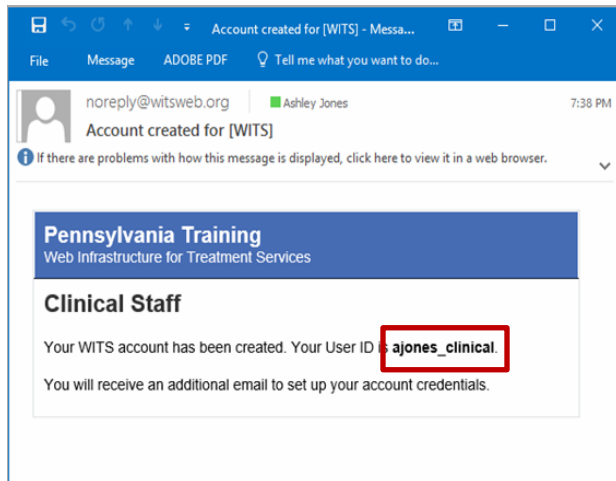 Account created for [WITS] - Messa...
File Message ADOBE PDF Tell me what you want to do...
noreply@witsweb.org Ashley Jones 7:38 PM
Account created for [WITS]
If there are problems with how this message is displayed, click here to view it in a web browser.
Pennsylvania Training
Web Infrastructure for Treatment Services
Clinical Staff
Your WITS account has been created. Your User ID is ajones_clinical.
You will receive an additional email to set up your account credentials.